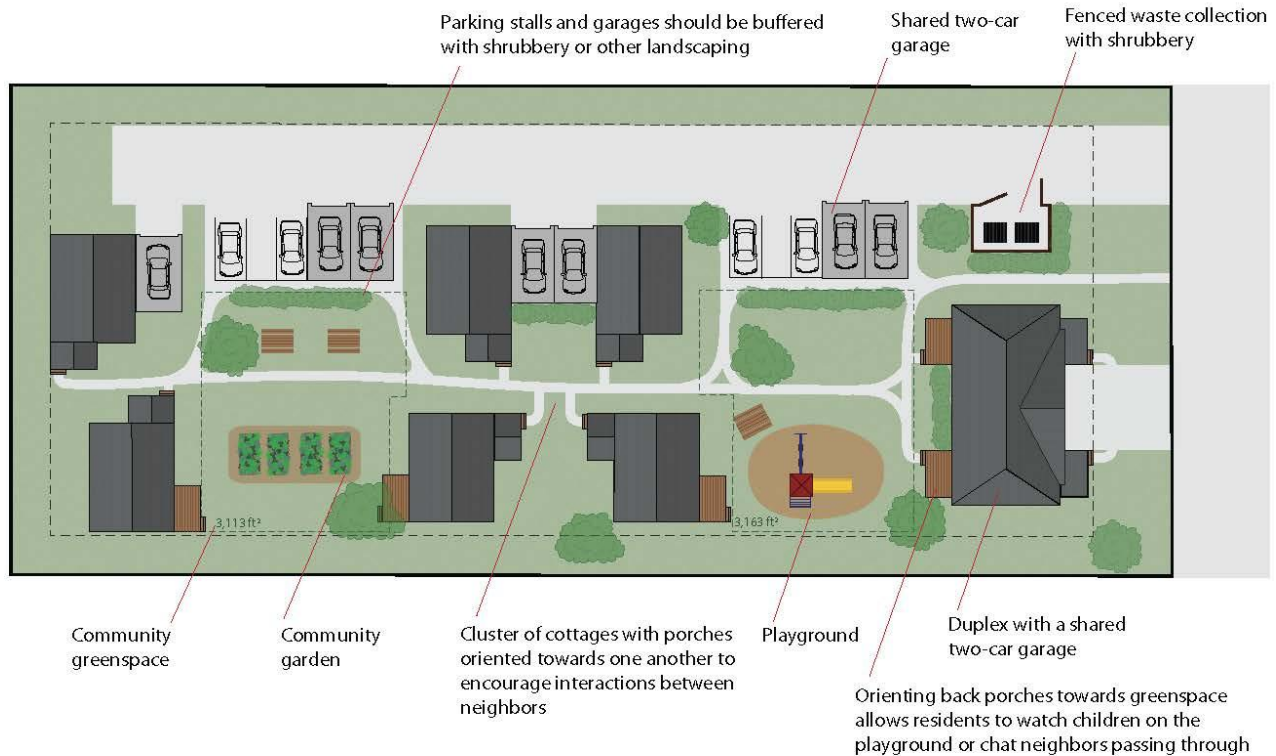 Parking stalls and garages should be buffered
with shrubbery or other landscaping
Shared two-car
garage
Fenced waste collection
with shrubbery
3,113 ft²
3,163 ft²
Community
greenspace
Community
garden
Cluster of cottages with porches
oriented towards one another to
encourage interactions between
neighbors
Playground
Duplex with a shared
two-car garage
Orienting back porches towards greenspace
allows residents to watch children on the
playground or chat neighbors passing through